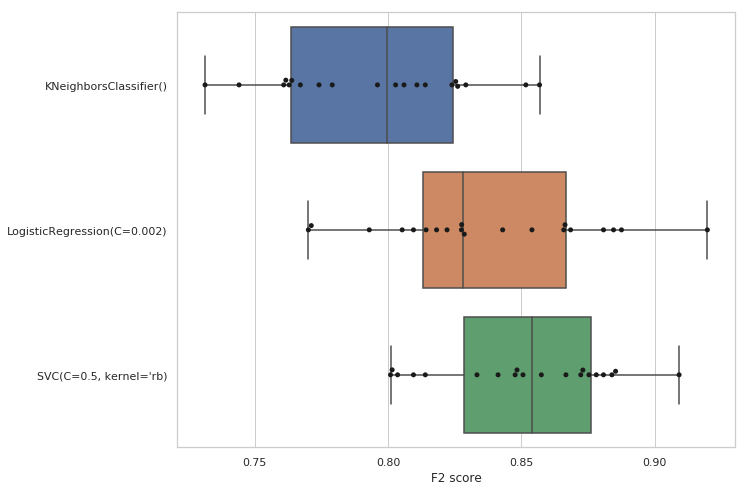 KNeighborsClassifier()
LogisticRegression(C=0.002)
SVC(C=0.5, kernel='rb)
0.75 0.80 0.85 0.90
F2 score